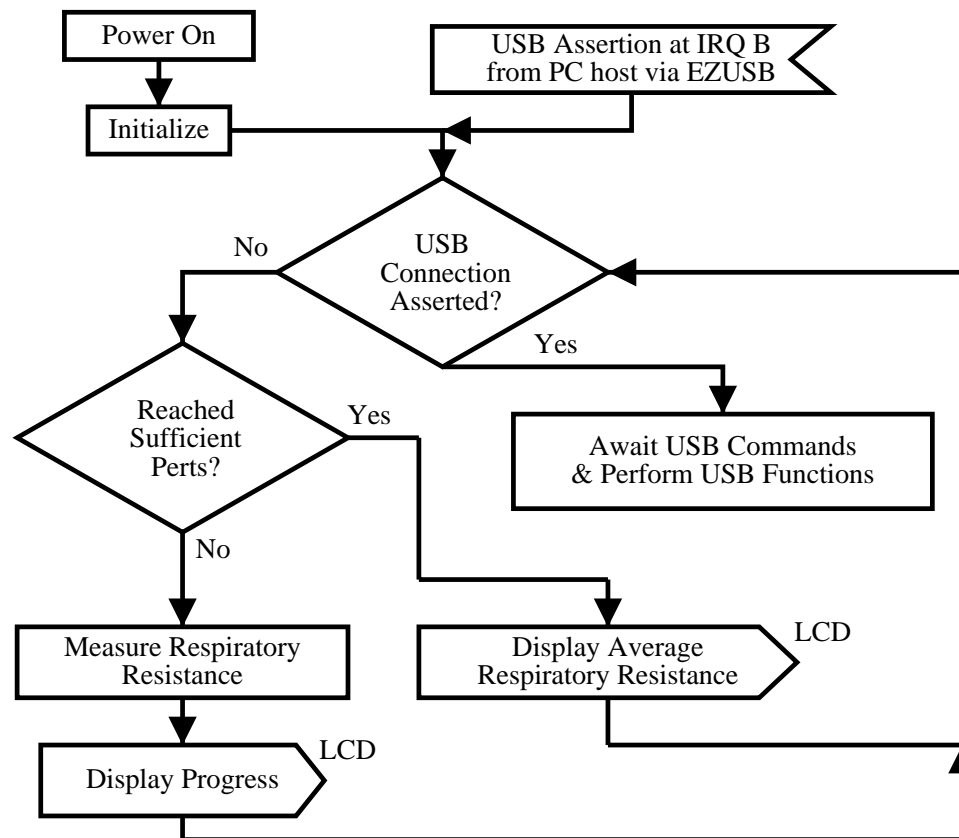 Power On
USB Assertion at IRQ B
from PC host via EZUSB
Initialize
No
USB
Connection
Asserted?
Yes
Reached
Sufficient
Perts?
Yes
Await USB Commands
& Perform USB Functions
No
Measure Respiratory
Resistance
Display Average
Respiratory Resistance
LCD
Display Progress
LCD